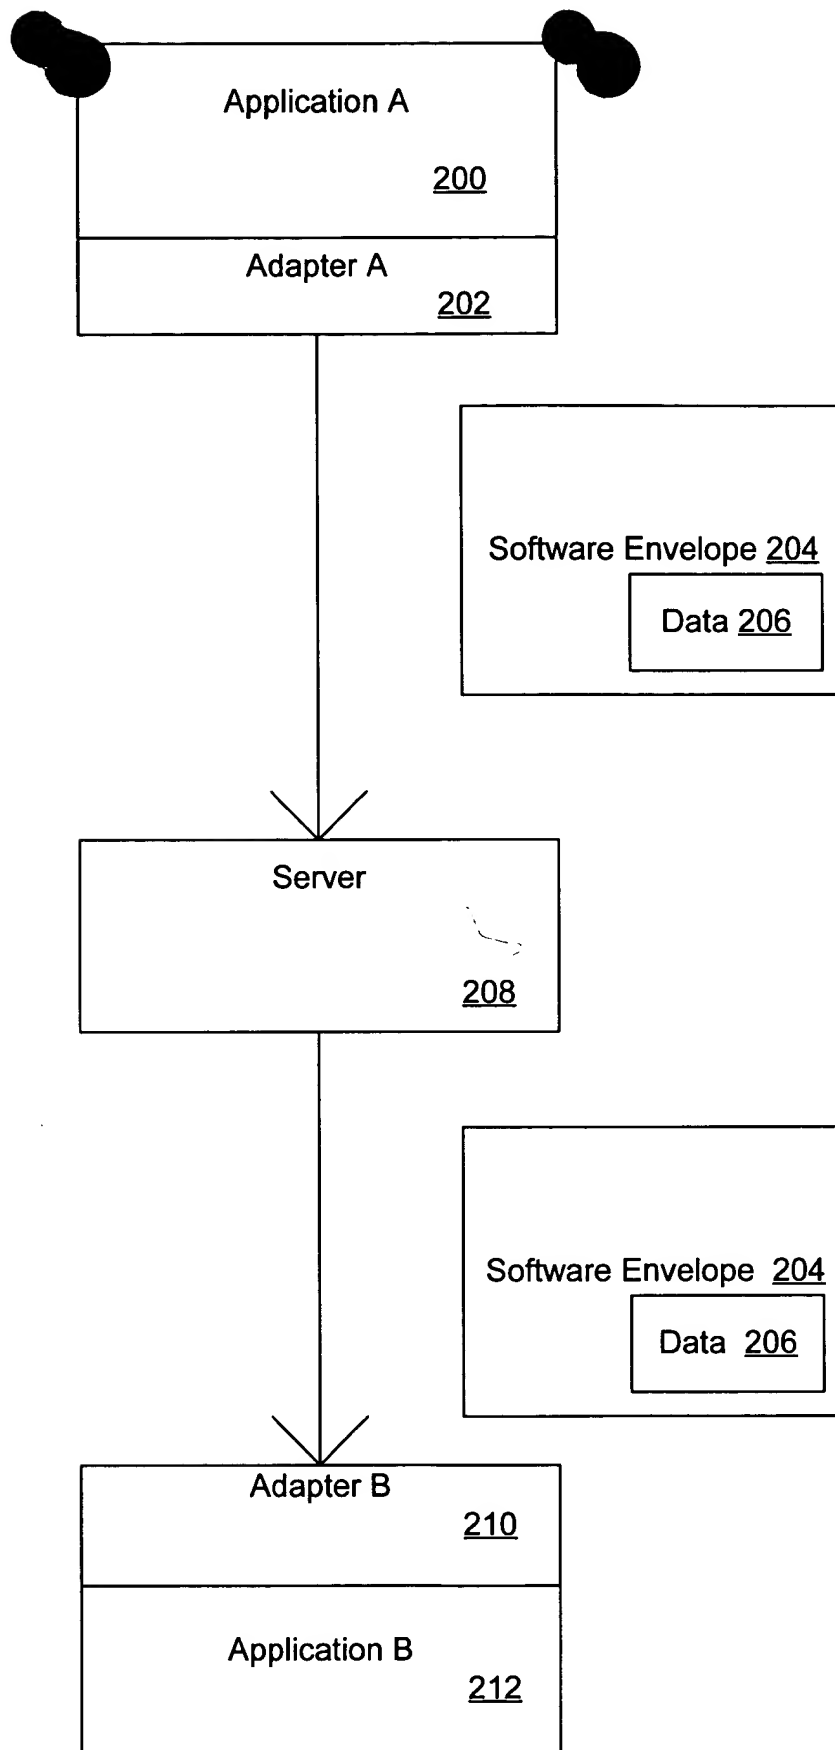 Application A
200
Adapter A
202
Software Envelope 204
Data 206
Server
208
Software Envelope 204
Data 206
Adapter B
210
Application B
212